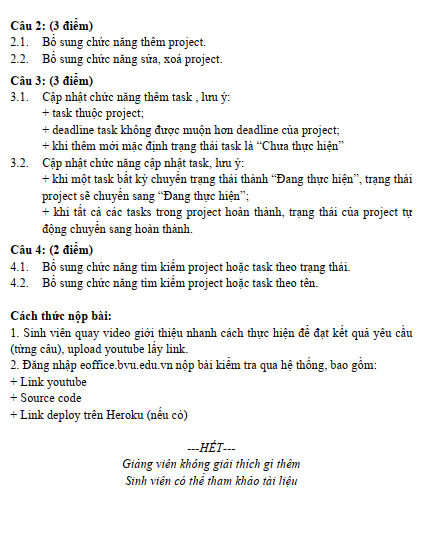 Câu 2: (3 điểm)
2.1. Bổ sung chức năng thêm project.
2.2. Bổ sung chức năng sửa, xoá project.
Câu 3: (3 điểm)
3.1. Cập nhật chức năng thêm task , lưu ý:
+ task thuộc project;
+ deadline task không được muộn hơn deadline của project;
+ khi thêm mới mặc định trạng thái task là “Chưa thực hiện”
3.2. Cập nhật chức năng cập nhật task, lưu ý:
+ khi một task bất kỳ chuyển trạng thái thành “Đang thực hiện”, trạng thái
project sẽ chuyển sang “Đang thực hiện”;
+ khi tất cả các tasks trong project hoàn thành, trạng thái của project tự
động chuyển sang hoàn thành.
Câu 4: (2 điểm)
4.1. Bổ sung chức năng tìm kiếm project hoặc task theo trạng thái.
4.2. Bổ sung chức năng tìm kiếm project hoặc task theo tên.
Cách thức nộp bài:
1. Sinh viên quay video giới thiệu nhanh cách thực hiện để đạt kết quả yêu cầu
(từng câu), upload youtube lấy link.
2. Đăng nhập eoffice.bvu.edu.vn nộp bài kiểm tra qua hệ thống, bao gồm:
+ Link youtube
+ Source code
+ Link deploy trên Heroku (nếu có)
---HẾT---
Giảng viên không giải thích gì thêm
Sinh viên có thể tham khảo tài liệu